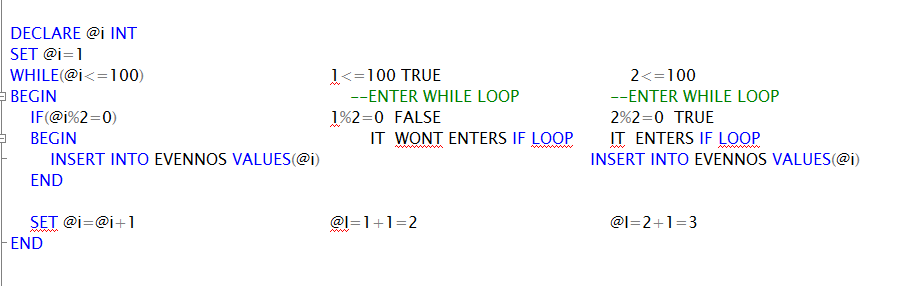 DECLARE @i INT
SET @i=1
WHILE(@i<=100) 1<=100 TRUE 2<=100
BEGIN --ENTER WHILE LOOP --ENTER WHILE LOOP
IF(@i%2=0) 1%2=0 FALSE 2%2=0 TRUE
BEGIN IT WONT ENTERS IF LOOP IT ENTERS IF LOOP
INSERT INTO EVENNOS VALUES(@i) INSERT INTO EVENNOS VALUES(@i)
END
SET @i=@i+1 @I=1+1=2 @I=2+1=3
END